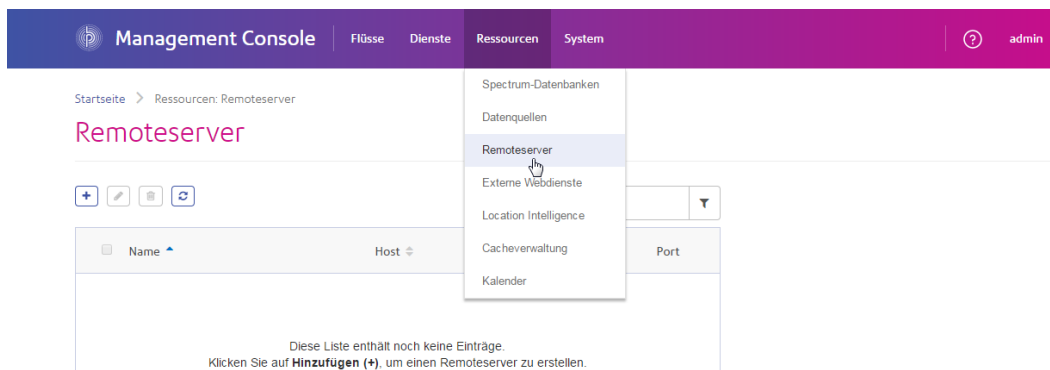 Management Console Flüsse Dienste Ressourcen System ? admin
Startseite > Ressourcen: Remoteserver
Remoteserver
Spectrum-Datenbanken
Datenquellen
Remoteserver
Externe Webdienste
Location Intelligence
Cacheverwaltung
Kalender
Name Host Port
Diese Liste enthält noch keine Einträge.
Klicken Sie auf Hinzufügen (+), um einen Remoteserver zu erstellen.